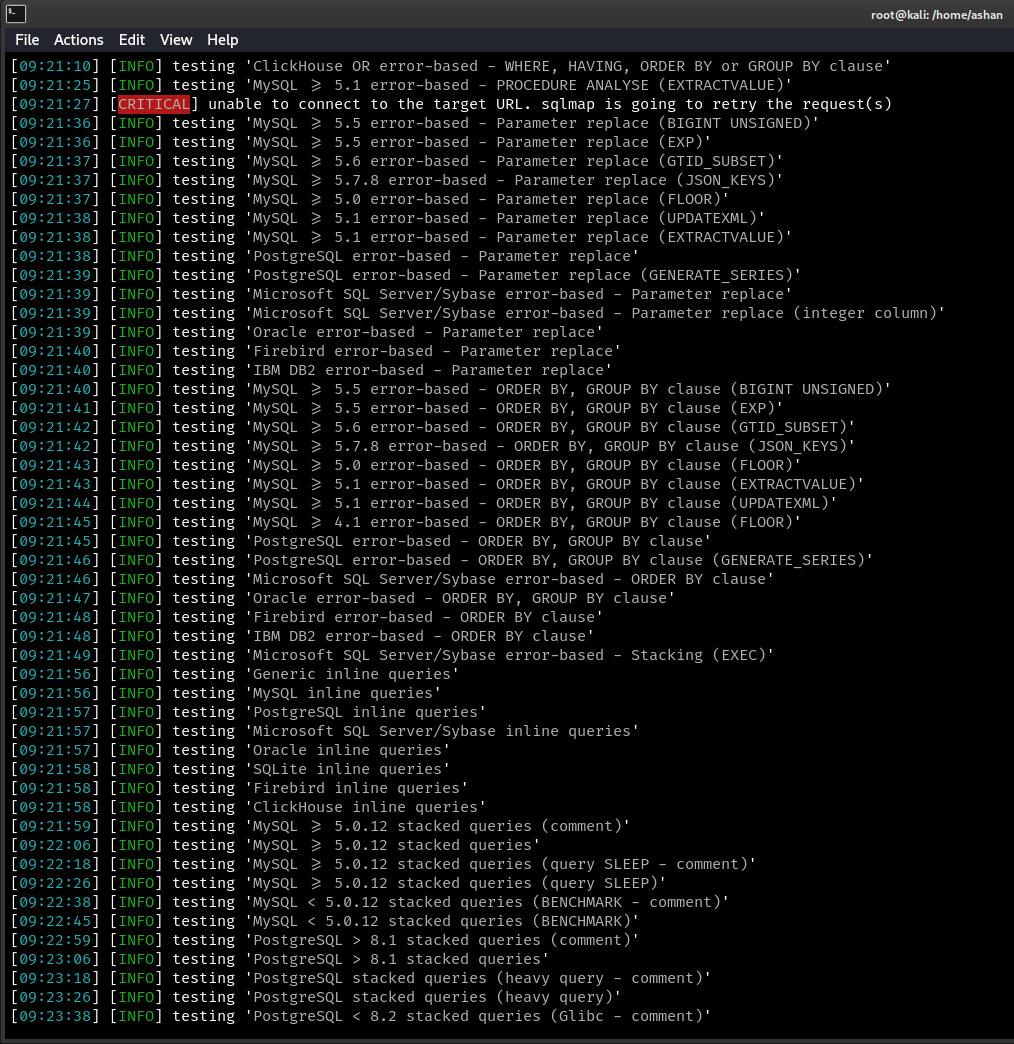 root@kali: /home/ashan
File Actions Edit View Help
[09:21:10] [INFO] testing 'ClickHouse OR error-based - WHERE, HAVING, ORDER BY or GROUP BY clause'
[09:21:25] [INFO] testing 'MySQL ≥ 5.1 error-based - PROCEDURE ANALYSE (EXTRACTVALUE)'
[09:21:27] [CRITICAL] unable to connect to the target URL. sqlmap is going to retry the request(s)
[09:21:36] [INFO] testing 'MySQL ≥ 5.5 error-based - Parameter replace (BIGINT UNSIGNED)'
[09:21:36] [INFO] testing 'MySQL ≥ 5.5 error-based - Parameter replace (EXP)'
[09:21:37] [INFO] testing 'MySQL ≥ 5.6 error-based - Parameter replace (GTID_SUBSET)'
[09:21:37] [INFO] testing 'MySQL ≥ 5.7.8 error-based - Parameter replace (JSON_KEYS)'
[09:21:37] [INFO] testing 'MySQL ≥ 5.0 error-based - Parameter replace (FLOOR)'
[09:21:38] [INFO] testing 'MySQL ≥ 5.1 error-based - Parameter replace (UPDATEXML)'
[09:21:38] [INFO] testing 'MySQL ≥ 5.1 error-based - Parameter replace (EXTRACTVALUE)'
[09:21:38] [INFO] testing 'PostgreSQL error-based - Parameter replace'
[09:21:39] [INFO] testing 'PostgreSQL error-based - Parameter replace (GENERATE_SERIES)'
[09:21:39] [INFO] testing 'Microsoft SQL Server/Sybase error-based - Parameter replace'
[09:21:39] [INFO] testing 'Microsoft SQL Server/Sybase error-based - Parameter replace (integer column)'
[09:21:39] [INFO] testing 'Oracle error-based - Parameter replace'
[09:21:40] [INFO] testing 'Firebird error-based - Parameter replace'
[09:21:40] [INFO] testing 'IBM DB2 error-based - Parameter replace'
[09:21:40] [INFO] testing 'MySQL ≥ 5.5 error-based - ORDER BY, GROUP BY clause (BIGINT UNSIGNED)'
[09:21:41] [INFO] testing 'MySQL ≥ 5.5 error-based - ORDER BY, GROUP BY clause (EXP)'
[09:21:42] [INFO] testing 'MySQL ≥ 5.6 error-based - ORDER BY, GROUP BY clause (GTID_SUBSET)'
[09:21:42] [INFO] testing 'MySQL ≥ 5.7.8 error-based - ORDER BY, GROUP BY clause (JSON_KEYS)'
[09:21:43] [INFO] testing 'MySQL ≥ 5.0 error-based - ORDER BY, GROUP BY clause (FLOOR)'
[09:21:43] [INFO] testing 'MySQL ≥ 5.1 error-based - ORDER BY, GROUP BY clause (EXTRACTVALUE)'
[09:21:44] [INFO] testing 'MySQL ≥ 5.1 error-based - ORDER BY, GROUP BY clause (UPDATEXML)'
[09:21:45] [INFO] testing 'MySQL ≥ 4.1 error-based - ORDER BY, GROUP BY clause (FLOOR)'
[09:21:45] [INFO] testing 'PostgreSQL error-based - ORDER BY, GROUP BY clause'
[09:21:46] [INFO] testing 'PostgreSQL error-based - ORDER BY, GROUP BY clause (GENERATE_SERIES)'
[09:21:46] [INFO] testing 'Microsoft SQL Server/Sybase error-based - ORDER BY clause'
[09:21:47] [INFO] testing 'Oracle error-based - ORDER BY, GROUP BY clause'
[09:21:48] [INFO] testing 'Firebird error-based - ORDER BY clause'
[09:21:48] [INFO] testing 'IBM DB2 error-based - ORDER BY clause'
[09:21:49] [INFO] testing 'Microsoft SQL Server/Sybase error-based - Stacking (EXEC)'
[09:21:56] [INFO] testing 'Generic inline queries'
[09:21:56] [INFO] testing 'MySQL inline queries'
[09:21:57] [INFO] testing 'PostgreSQL inline queries'
[09:21:57] [INFO] testing 'Microsoft SQL Server/Sybase inline queries'
[09:21:57] [INFO] testing 'Oracle inline queries'
[09:21:58] [INFO] testing 'SQLite inline queries'
[09:21:58] [INFO] testing 'Firebird inline queries'
[09:21:58] [INFO] testing 'ClickHouse inline queries'
[09:21:59] [INFO] testing 'MySQL ≥ 5.0.12 stacked queries (comment)'
[09:22:06] [INFO] testing 'MySQL ≥ 5.0.12 stacked queries'
[09:22:18] [INFO] testing 'MySQL ≥ 5.0.12 stacked queries (query SLEEP - comment)'
[09:22:26] [INFO] testing 'MySQL ≥ 5.0.12 stacked queries (query SLEEP)'
[09:22:38] [INFO] testing 'MySQL < 5.0.12 stacked queries (BENCHMARK - comment)'
[09:22:45] [INFO] testing 'MySQL < 5.0.12 stacked queries (BENCHMARK)'
[09:22:59] [INFO] testing 'PostgreSQL > 8.1 stacked queries (comment)'
[09:23:06] [INFO] testing 'PostgreSQL > 8.1 stacked queries'
[09:23:18] [INFO] testing 'PostgreSQL stacked queries (heavy query - comment)'
[09:23:26] [INFO] testing 'PostgreSQL stacked queries (heavy query)'
[09:23:38] [INFO] testing 'PostgreSQL < 8.2 stacked queries (Glibc - comment)'